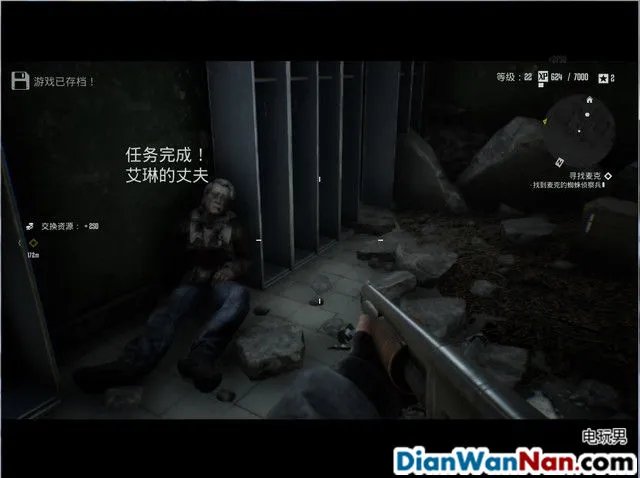 游戏已存档！
等级：22 XP 624 / 7000 2
任务完成！
艾琳的丈夫
寻找麦克
·找到麦克的蜘蛛侦察兵
交换资源：+250
172m
电玩男
DianWanNan.com